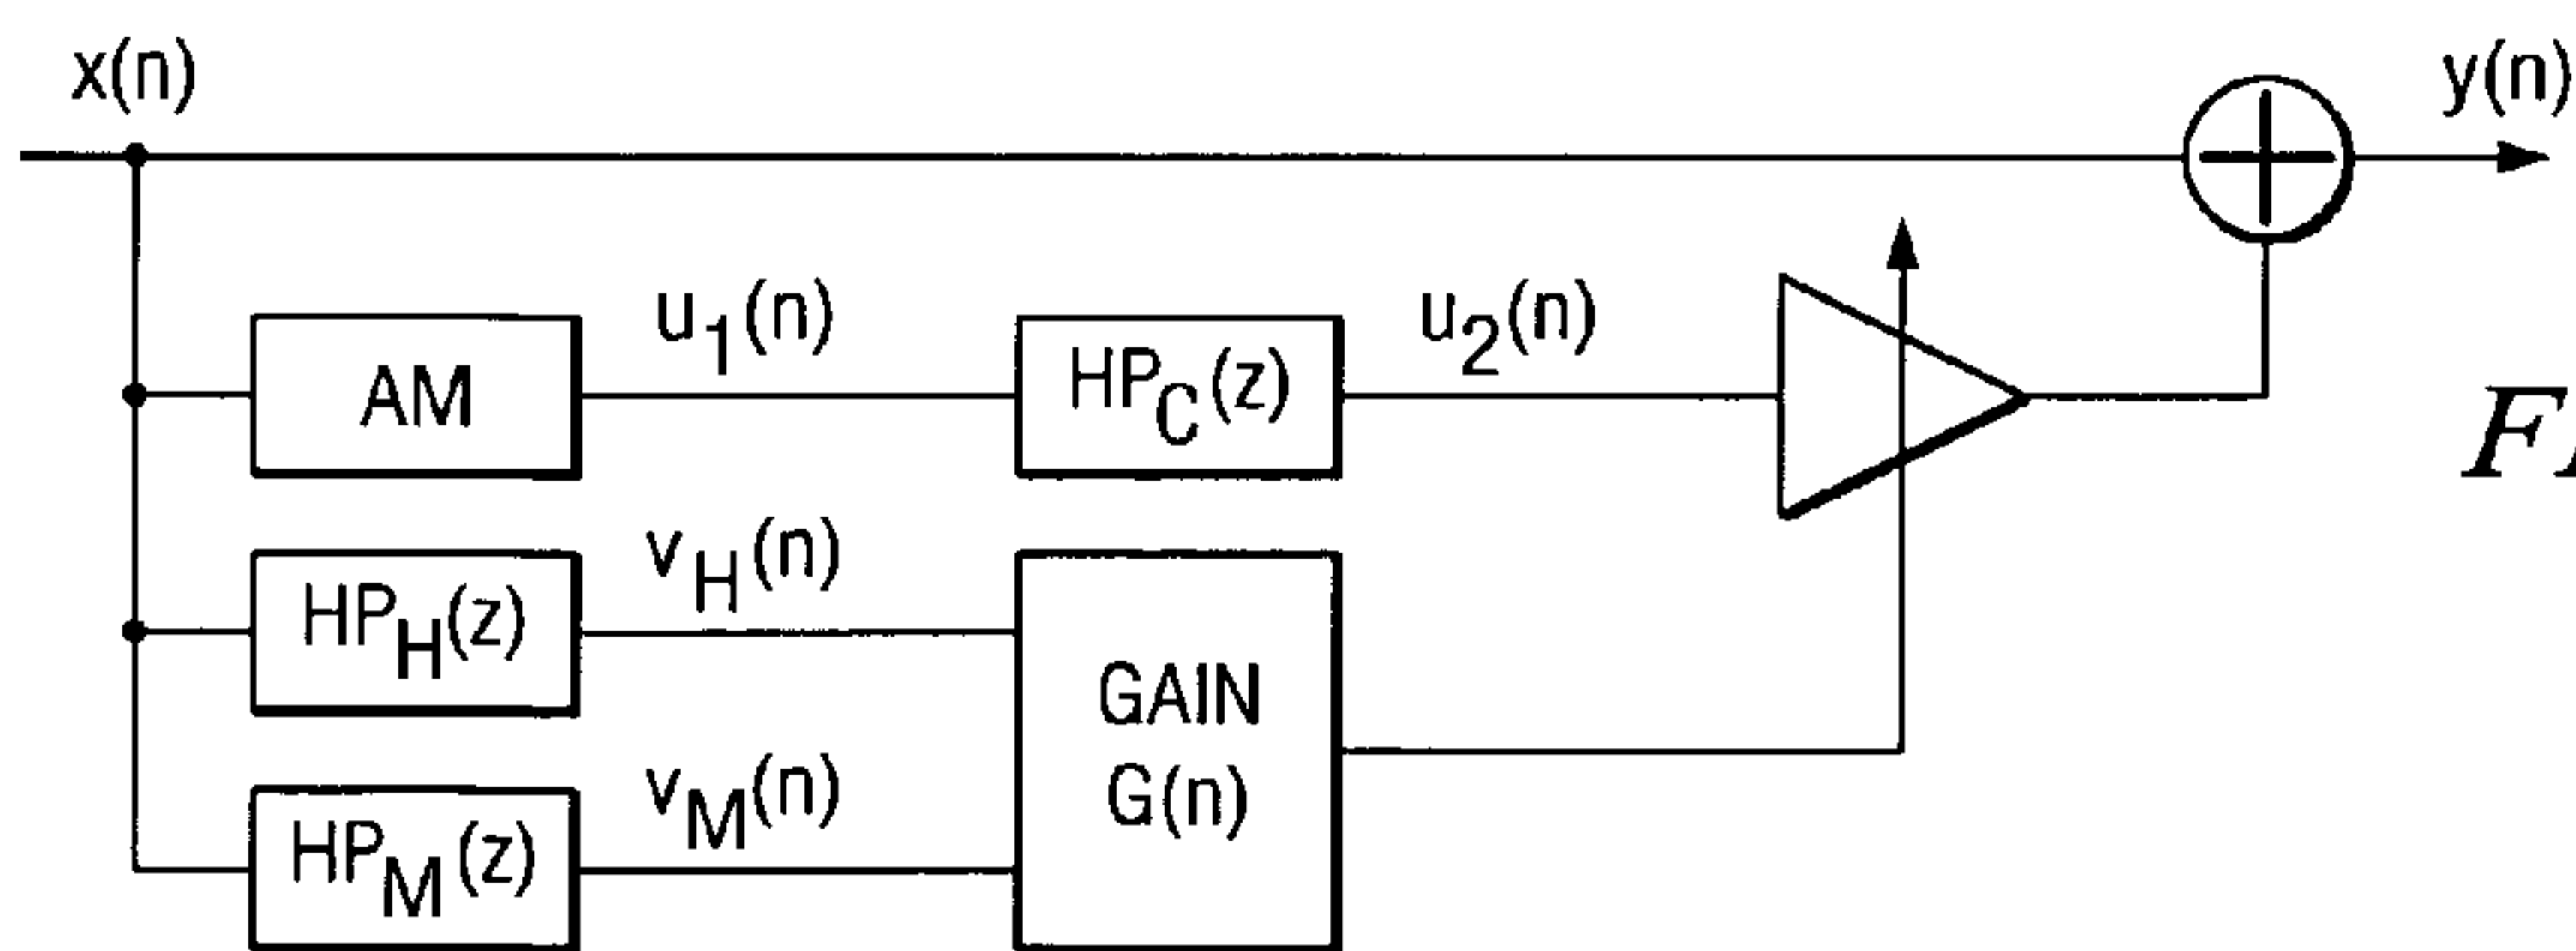 x(n)
y(n)
AM
u1(n)
HPC(z)
u2(n)
HPH(z)
vH(n)
GAIN
G(n)
HPM(z)
vM(n)